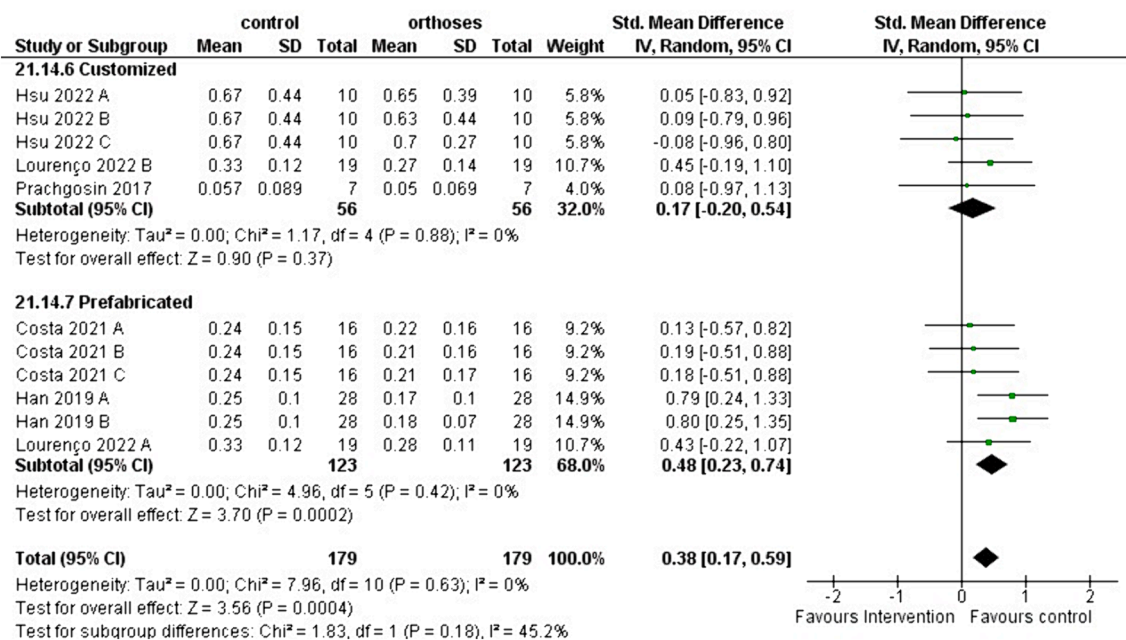 control orthoses Std. Mean Difference Std. Mean Difference
Study or Subgroup Mean SD Total Mean SD Total Weight IV, Random, 95% CI IV, Random, 95% CI
21.14.6 Customized
Hsu 2022 A 0.67 0.44 10 0.65 0.39 10 5.8% 0.05 [-0.83, 0.92]
Hsu 2022 B 0.67 0.44 10 0.63 0.44 10 5.8% 0.09 [-0.79, 0.96]
Hsu 2022 C 0.67 0.44 10 0.7 0.27 10 5.8% -0.08 [-0.96, 0.80]
Lourenço 2022 B 0.33 0.12 19 0.27 0.14 19 10.7% 0.45 [-0.19, 1.10]
Prachgosin 2017 0.057 0.089 7 0.05 0.069 7 4.0% 0.08 [-0.97, 1.13]
Subtotal (95% CI) 56 56 32.0% 0.17 [-0.20, 0.54]
Heterogeneity: Tau² = 0.00; Chi² = 1.17, df = 4 (P = 0.88); I² = 0%
Test for overall effect: Z = 0.90 (P = 0.37)
21.14.7 Prefabricated
Costa 2021 A 0.24 0.15 16 0.22 0.16 16 9.2% 0.13 [-0.57, 0.82]
Costa 2021 B 0.24 0.15 16 0.21 0.16 16 9.2% 0.19 [-0.51, 0.88]
Costa 2021 C 0.24 0.15 16 0.21 0.17 16 9.2% 0.18 [-0.51, 0.88]
Han 2019 A 0.25 0.1 28 0.17 0.1 28 14.9% 0.79 [0.24, 1.33]
Han 2019 B 0.25 0.1 28 0.18 0.07 28 14.9% 0.80 [0.25, 1.35]
Lourenço 2022 A 0.33 0.12 19 0.28 0.11 19 10.7% 0.43 [-0.22, 1.07]
Subtotal (95% CI) 123 123 68.0% 0.48 [0.23, 0.74]
Heterogeneity: Tau² = 0.00; Chi² = 4.96, df = 5 (P = 0.42); I² = 0%
Test for overall effect: Z = 3.70 (P = 0.0002)
Total (95% CI) 179 179 100.0% 0.38 [0.17, 0.59]
Heterogeneity: Tau² = 0.00; Chi² = 7.96, df = 10 (P = 0.63); I² = 0%
Test for overall effect: Z = 3.56 (P = 0.0004)
Test for subgroup differences: Chi² = 1.83, df = 1 (P = 0.18), I² = 45.2%
-2 -1 0 1 2
Favours Intervention Favours control